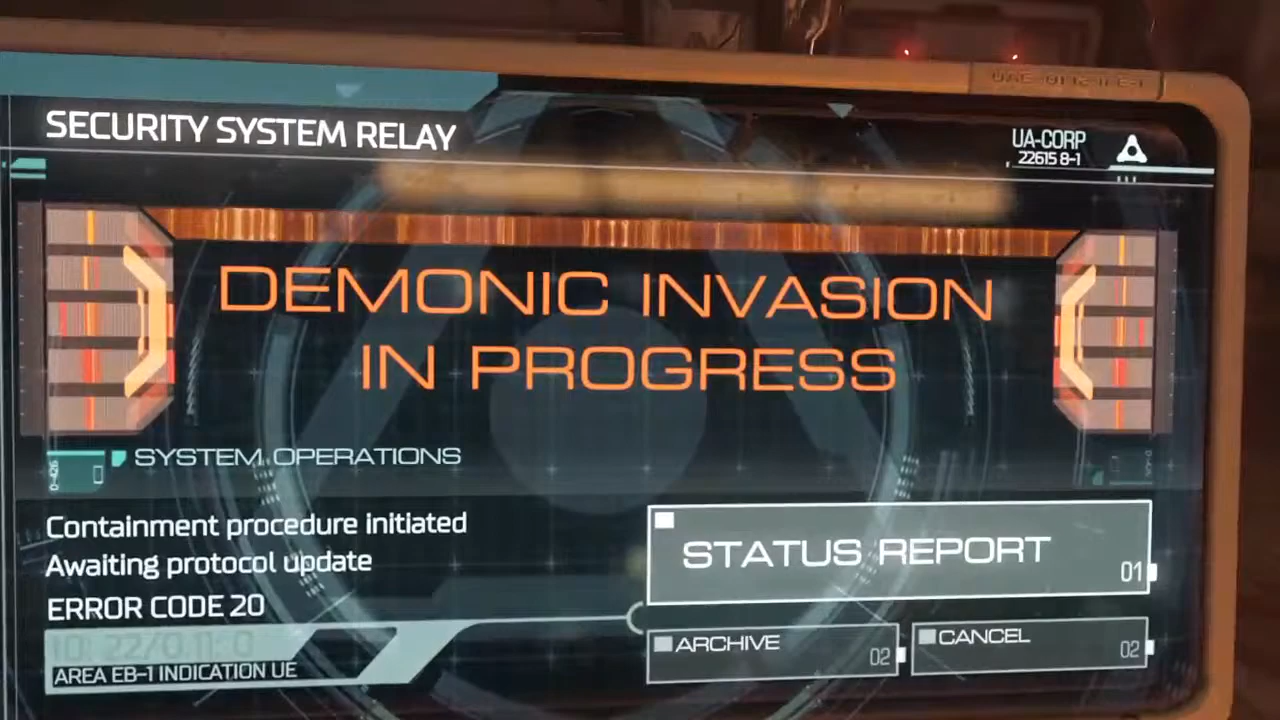 SECURITY SYSTEM RELAY
UA-CORP
22615 8-1
DEMONIC INVASION
IN PROGRESS
SYSTEM OPERATIONS
Containment procedure initiated
Awaiting protocol update
ERROR CODE 20
AREA EB-1 INDICATION UE
STATUS REPORT
01
ARCHIVE
02
CANCEL
02